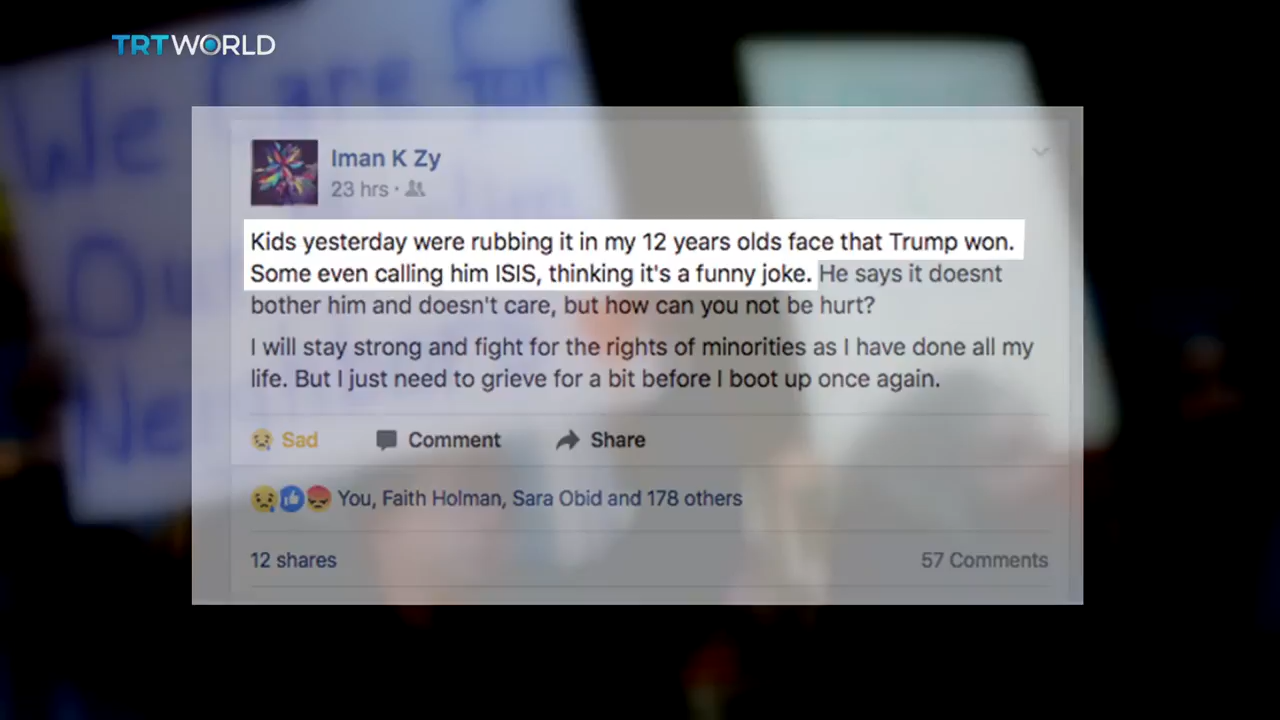 TRTWORLD
We Care for
Iman K Zy
23 hrs ·
Kids yesterday were rubbing it in my 12 years olds face that Trump won.
Some even calling him ISIS, thinking it's a funny joke. He says it doesnt
bother him and doesn't care, but how can you not be hurt?
I will stay strong and fight for the rights of minorities as I have done all my
life. But I just need to grieve for a bit before I boot up once again.
Sad Comment Share
You, Faith Holman, Sara Obid and 178 others
12 shares 57 Comments